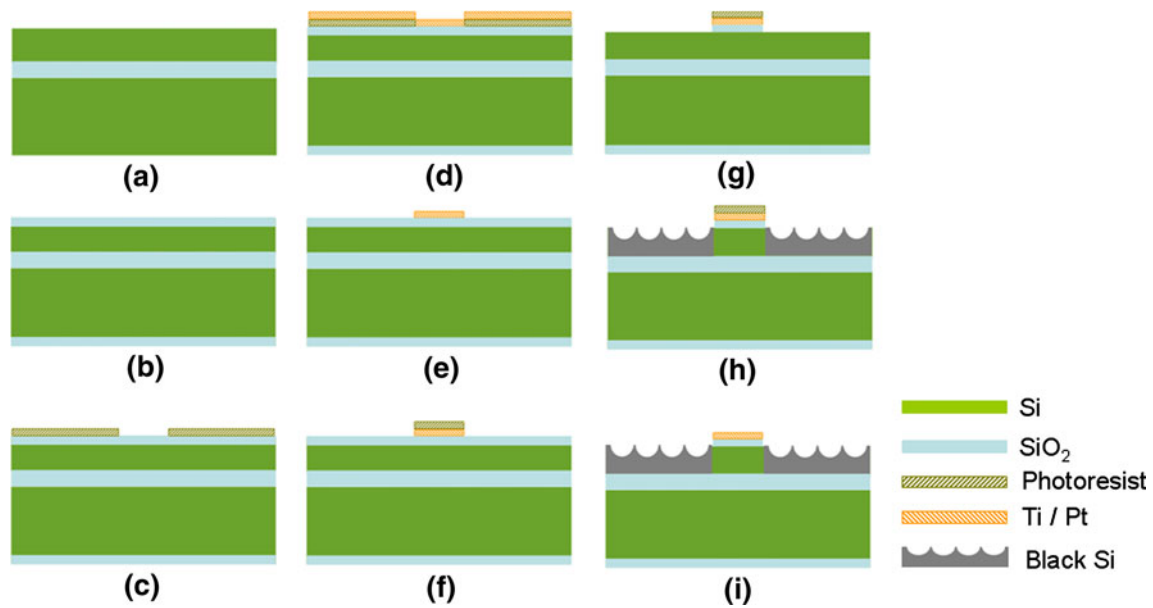 (a)
(d)
(g)
(b)
(e)
(h)
(c)
(f)
(i)
Si
SiO₂
Photoresist
Ti / Pt
Black Si